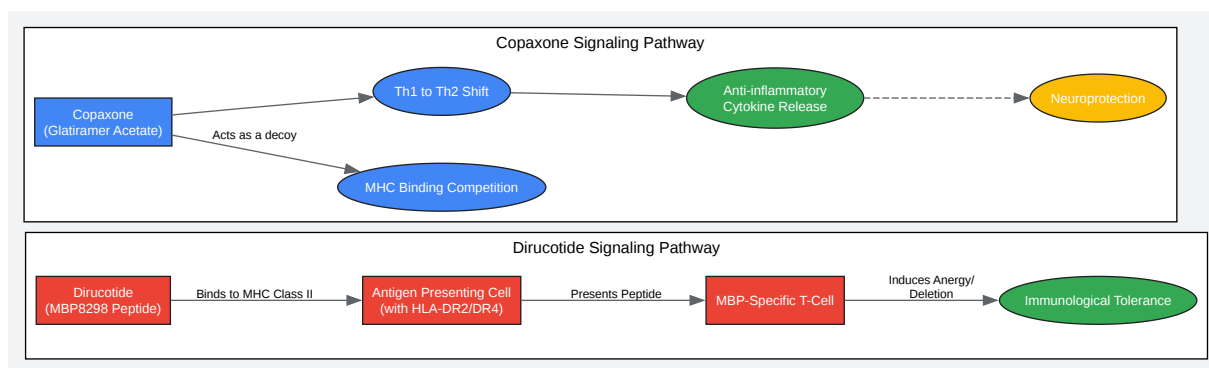 Copaxone Signaling Pathway
Copaxone
(Glatiramer Acetate)
Acts as a decoy
Th1 to Th2 Shift
MHC Binding Competition
Anti-inflammatory
Cytokine Release
Neuroprotection
Dirucotide Signaling Pathway
Dirucotide
(MBP8298 Peptide)
Binds to MHC Class II
Antigen Presenting Cell
(with HLA-DR2/DR4)
Presents Peptide
MBP-Specific T-Cell
Induces Anergy/
Deletion
Immunological Tolerance